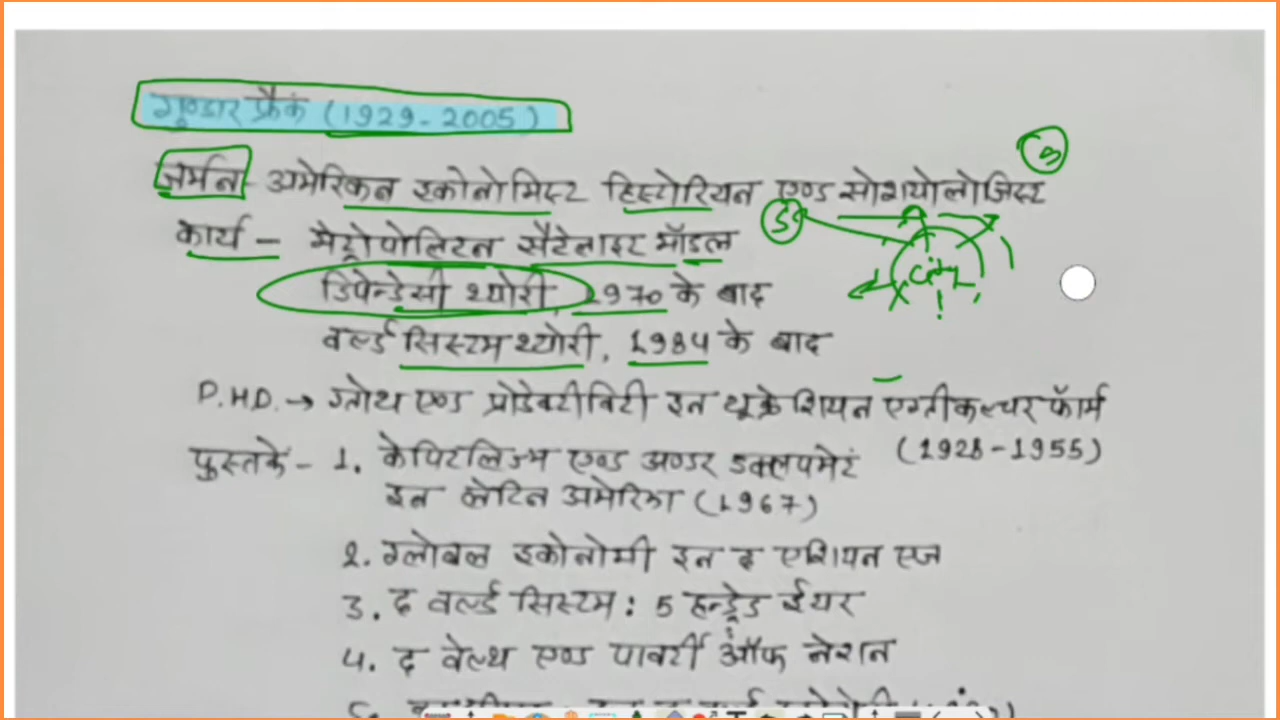 गुण्डार फ्रैंक (1929-2005)
जर्मन अमेरिकन इकोनोमिस्ट हिस्टोरियन एण्ड सोशयोलोजिस्ट
कार्य - मैट्रोपोलिटन सैटेलाइट मॉडल
डिपेन्डेसी थ्योरी, 1970 के बाद
वर्ल्ड सिस्टम थ्योरी, 1984 के बाद
P.H.D. → ग्रोथ एण्ड प्रोडेक्टीविटी इन यूक्रेशियन एग्रीकल्चर फॉर्म
(1928-1955)
पुस्तकें - 1. केपिटलिज्म एण्ड अण्डर डवलपमेंट
इन लेटिन अमेरिका (1967)
2. ग्लोबल इकोनोमी इन द एशियन एज
3. द वर्ल्ड सिस्टम : 5 हन्ड्रेड ईयर
4. द वेल्थ एण्ड पावर्टी ऑफ नेशन
City